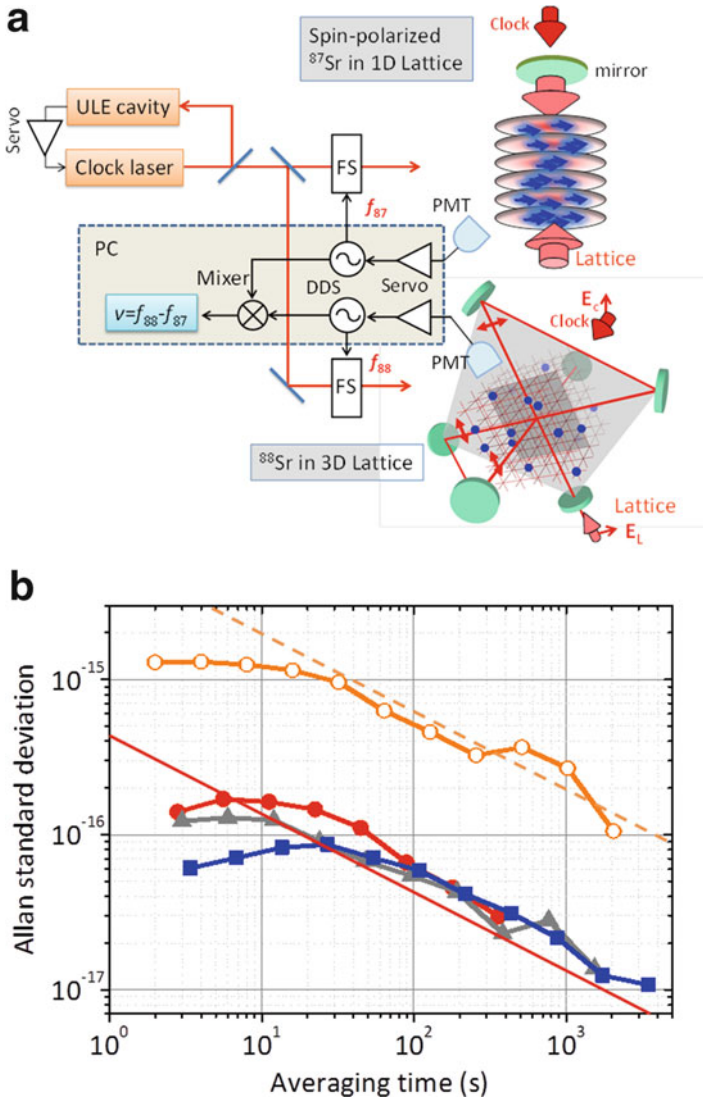 a
Spin-polarized
⁸⁷Sr in 1D Lattice
Clock
mirror
ULE cavity
Servo
Clock laser
FS
f₈₇
PMT
PC
Lattice
Mixer
DDS
Servo
ν=f₈₈-f₈₇
E_c
Clock
PMT
f₈₈
FS
⁸⁸Sr in 3D Lattice
Lattice
E_L
b
Allan standard deviation
10⁻¹⁵
10⁻¹⁶
10⁻¹⁷
10⁰ 10¹ 10² 10³
Averaging time (s)